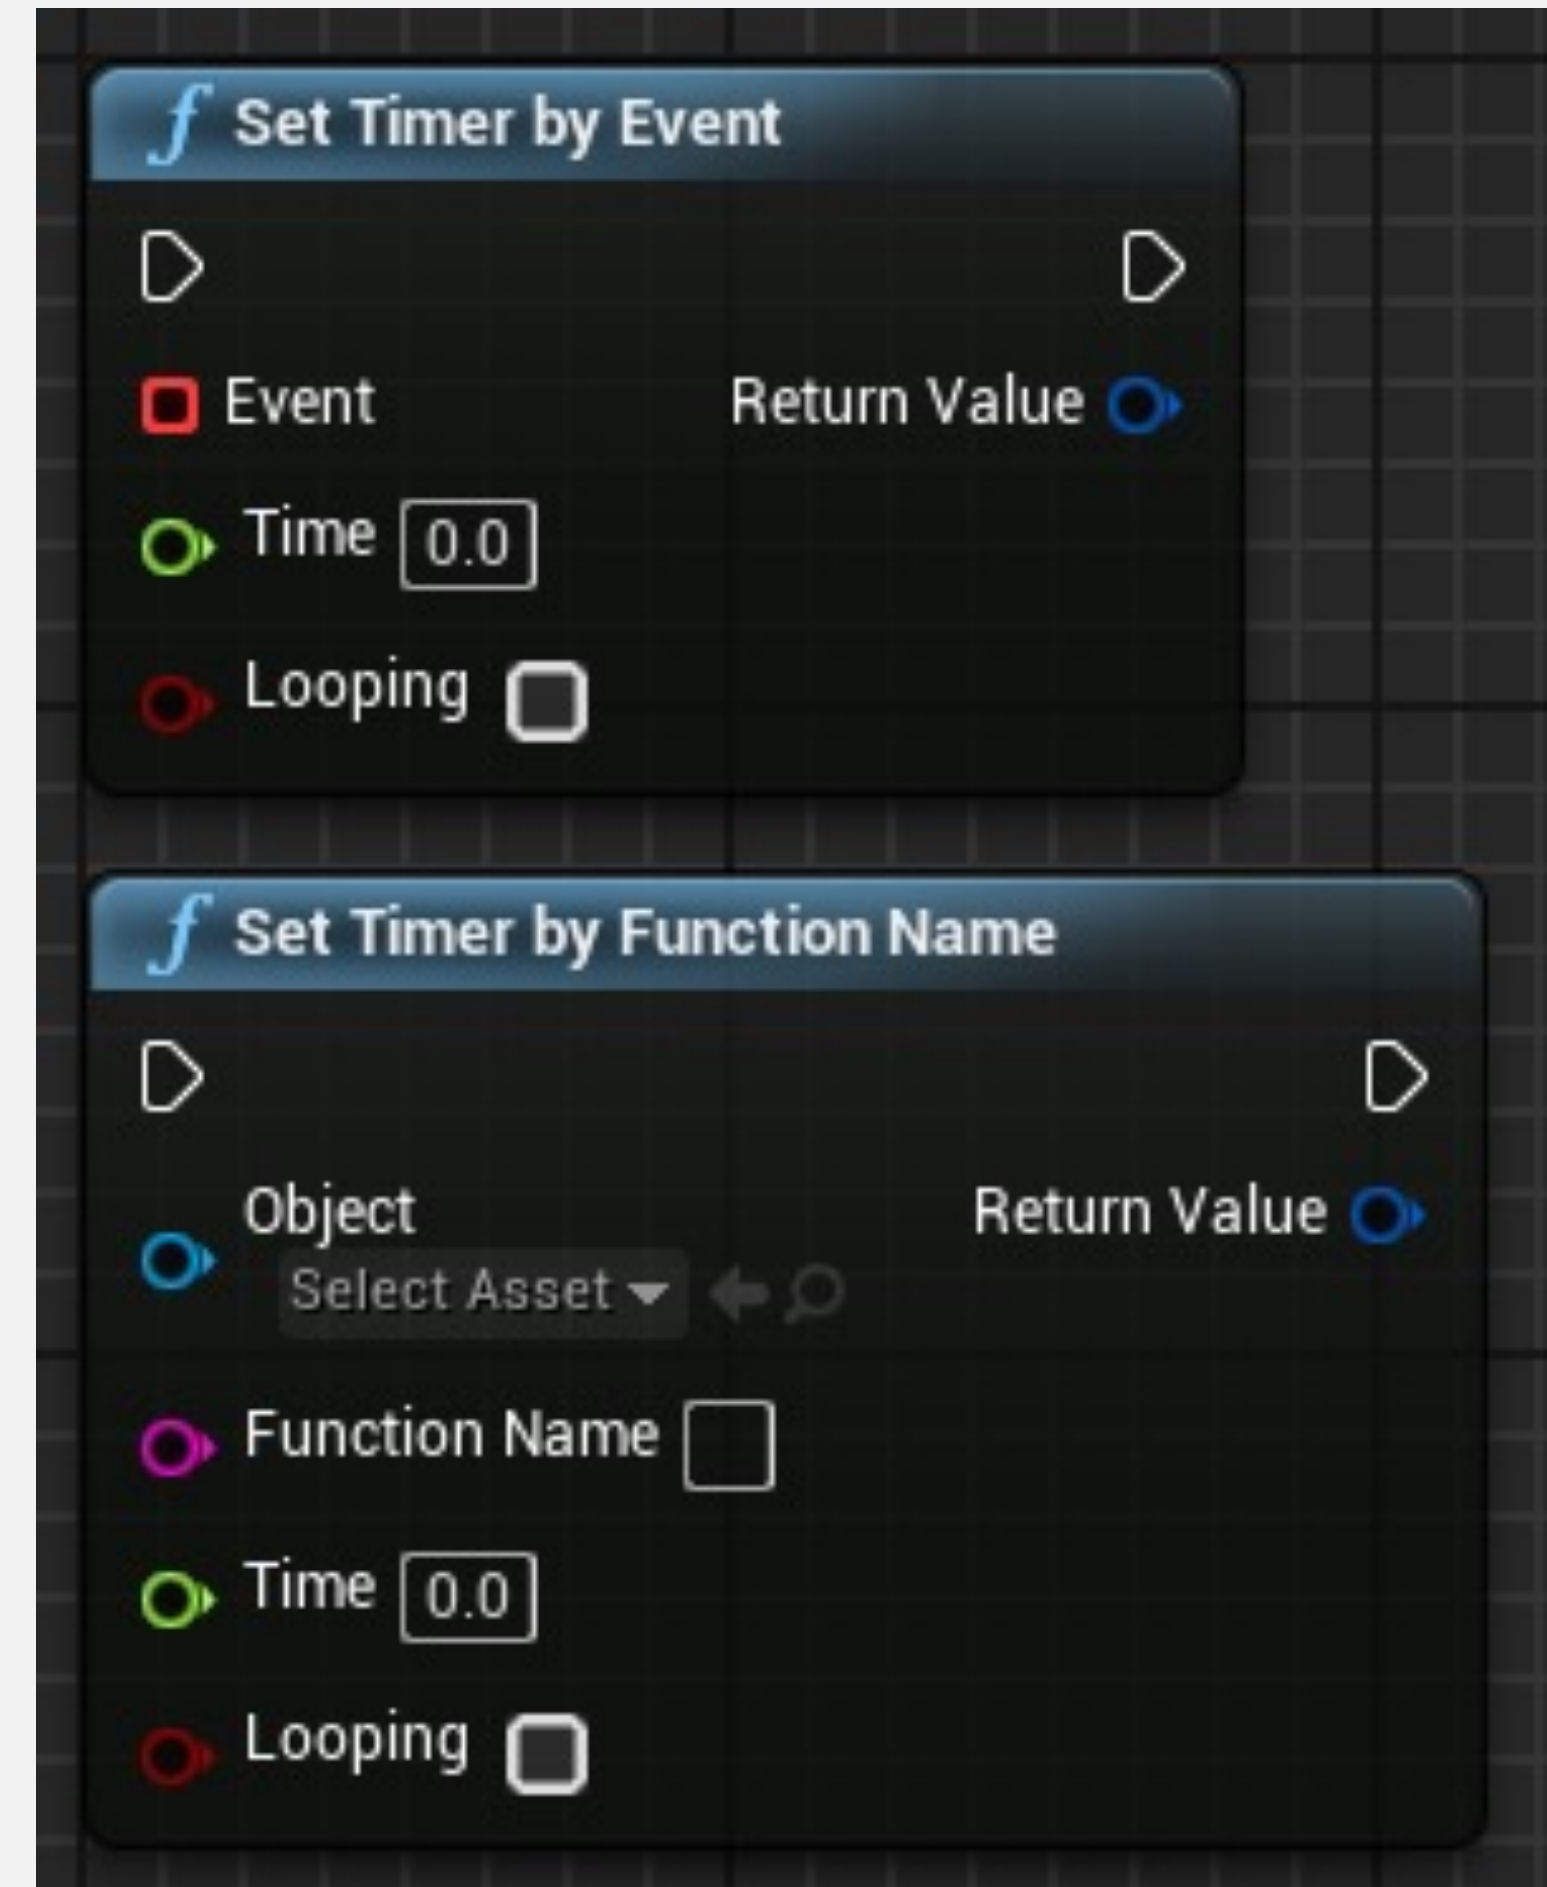 f Set Timer by Event
Event
Return Value
Time 0.0
Looping
f Set Timer by Function Name
Object
Return Value
Select Asset
Function Name
Time 0.0
Looping